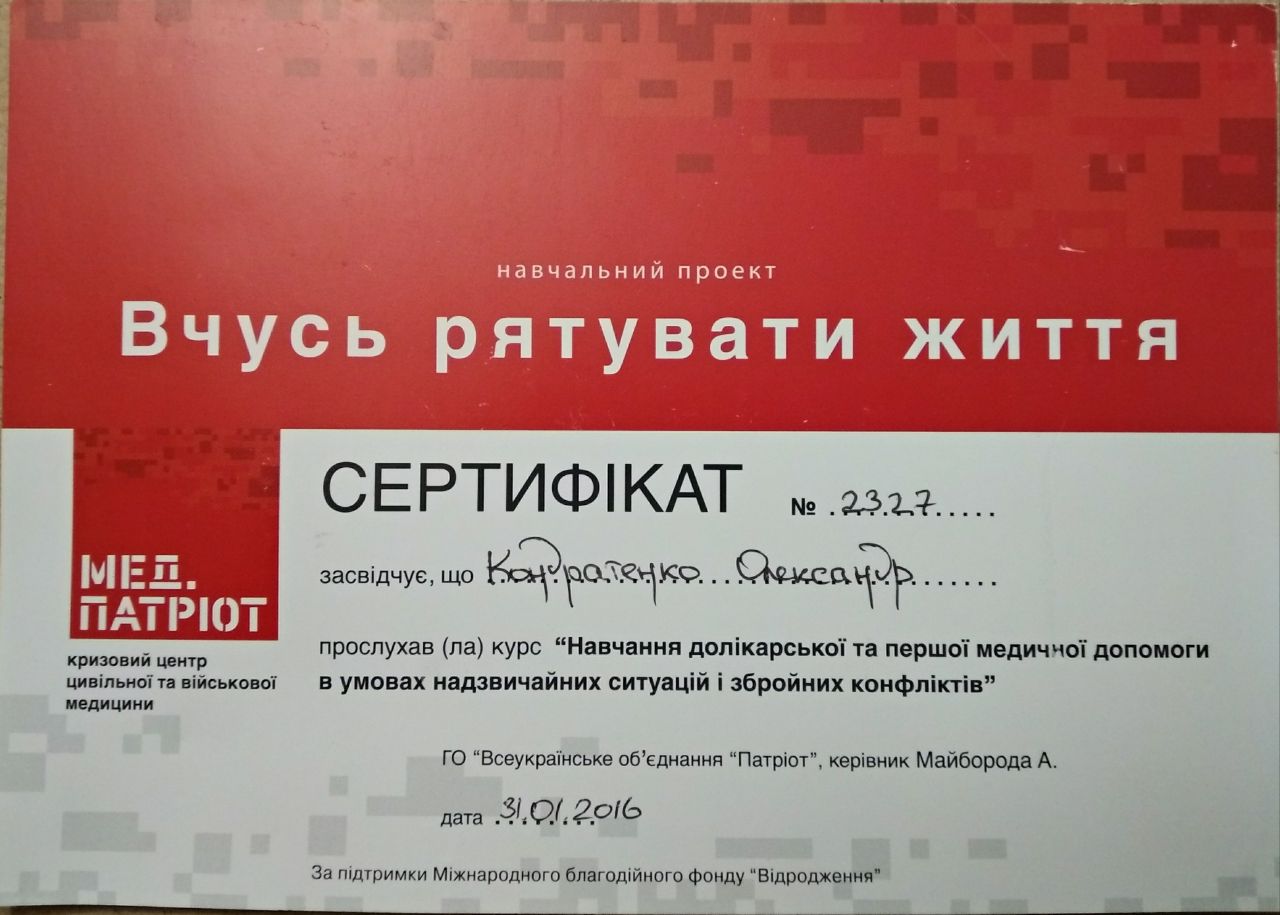 навчальний проект
Вчусь рятувати життя
СЕРТИФІКАТ № 2327
засвідчує, що Кондратенко Олександр
прослухав (ла) курс “Навчання долікарської та першої медичної допомоги
в умовах надзвичайних ситуацій і збройних конфліктів”
МЕД.
ПАТРІОТ
кризовий центр
цивільної та військової
медицини
ГО “Всеукраїнське об’єднання “Патріот”, керівник Майборода А.
дата 31.01.2016
За підтримки Міжнародного благодійного фонду “Відродження”